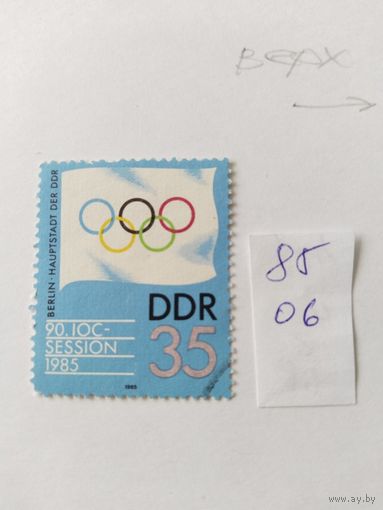 верх
BERLIN · HAUPTSTADT DER DDR
DDR
35
90. IOC-
SESSION
1985
1985
85
06
www.ay.by